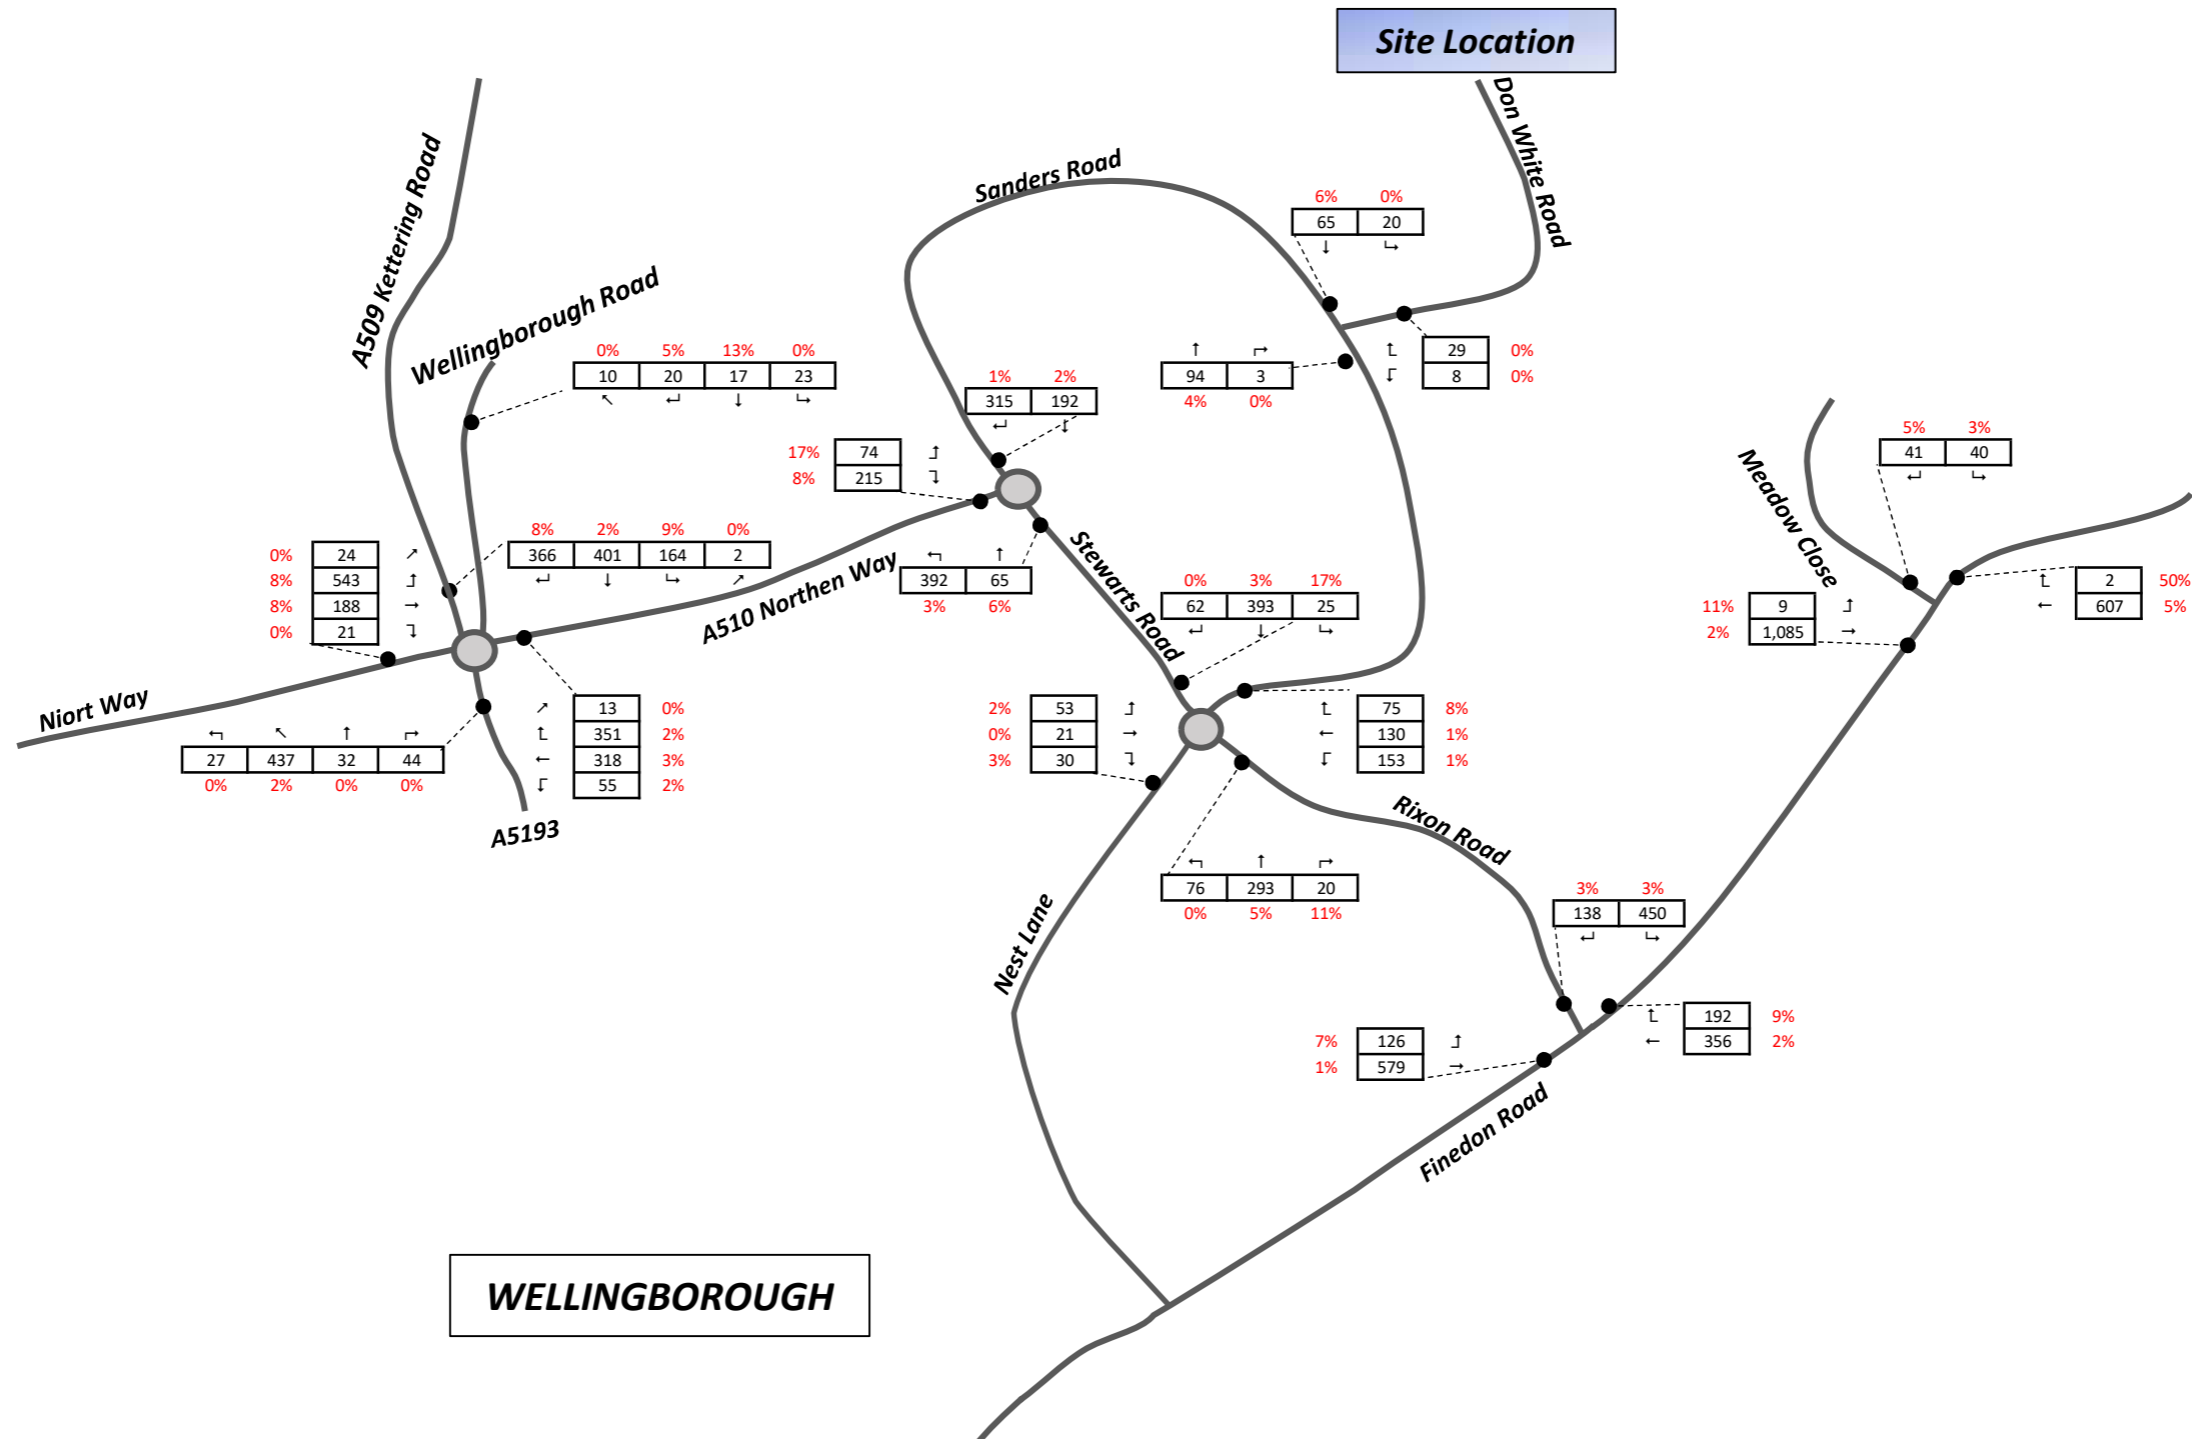 Site Location
Don White Road
Sanders Road
A509 Kettering Road
Wellingborough Road
6% 0%
65 20
↓ ↳
0% 5% 13% 0%
10 20 17 23
↖ ↵ ↓ ↳
↑ ↱
94 3
4% 0%
↑ 29 0%
↓ 8 0%
1% 2%
315 192
↵ ↓
17% 74
8% 215
5% 3%
41 40
↵ ↳
Meadow Close
8% 2% 9% 0%
366 401 164 2
↵ ↓ ↳ ↗
0% 24 ↗
8% 543
8% 188 →
0% 21
A510 Northen Way
↰ ↑
392 65
3% 6%
Stewarts Road
0% 3% 17%
62 393 25
↵ ↓ ↳
2 50%
← 607 5%
11% 9
2% 1,085 →
Niort Way
↰ ↖ ↑ ↱
27 437 32 44
0% 2% 0% 0%
↗ 13 0%
351 2%
← 318 3%
55 2%
A5193
2% 53
0% 21 →
3% 30
75 8%
← 130 1%
153 1%
↰ ↑ ↱
76 293 20
0% 5% 11%
Rixon Road
Nest Lane
3% 3%
138 450
↵ ↳
192 9%
← 356 2%
7% 126
1% 579 →
Finedon Road
WELLINGBOROUGH